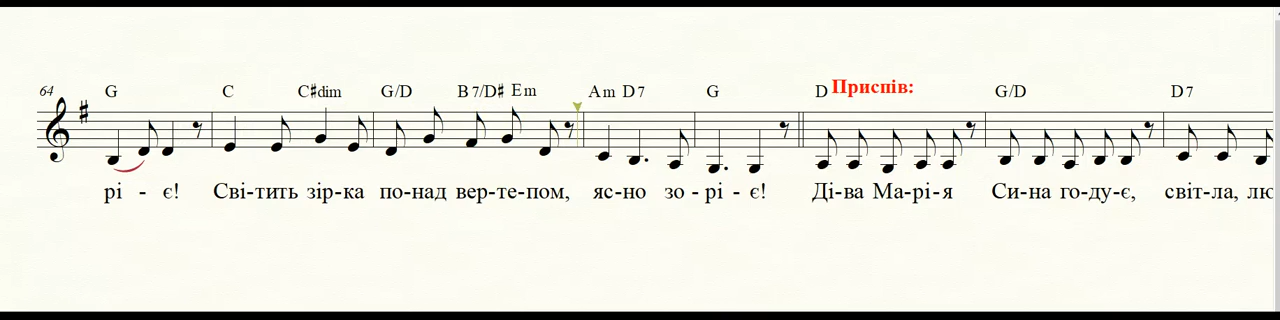 64 G C C#dim G/D B7/D# Em Am D7 G D Приспів: G/D D7
рі - є! Сві-тить зір-ка по-над вер-те-пом, яс-но зо - рі - є! Ді-ва Ма-рі-я Си-на го-ду-є, світ-ла, лю